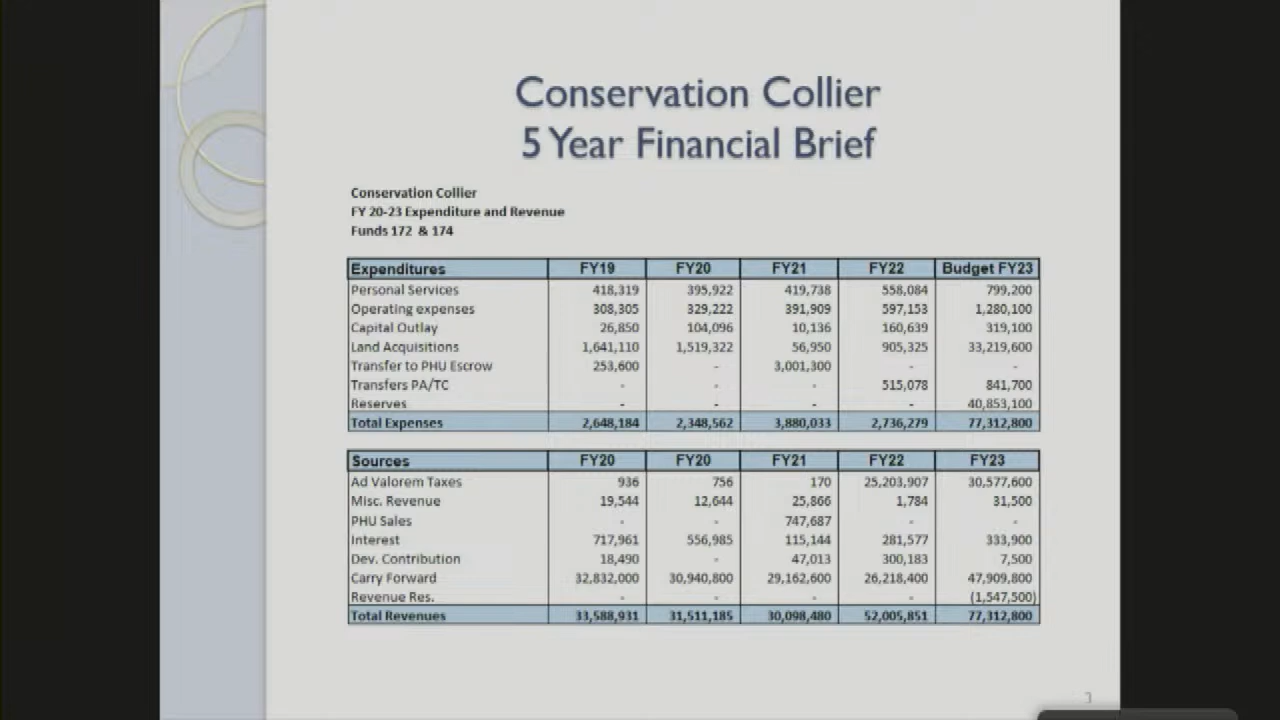 Conservation Collier
5 Year Financial Brief
Conservation Collier
FY 20-23 Expenditure and Revenue
Funds 172 & 174
Expenditures FY19 FY20 FY21 FY22 Budget FY23
Personal Services 418,319 395,922 419,738 558,084 799,200
Operating expenses 308,305 329,222 391,909 597,153 1,280,100
Capital Outlay 26,850 104,096 10,136 160,639 319,100
Land Acquisitions 1,641,110 1,519,322 56,950 905,325 33,219,600
Transfer to PHU Escrow 253,600 - 3,001,300 - -
Transfers PA/TC - - - 515,078 841,700
Reserves - - - - 40,853,100
Total Expenses 2,648,184 2,348,562 3,880,033 2,736,279 77,312,800
Sources FY20 FY20 FY21 FY22 FY23
Ad Valorem Taxes 936 756 170 25,203,907 30,577,600
Misc. Revenue 19,544 12,644 25,866 1,784 31,500
PHU Sales - - 747,687 - -
Interest 717,961 556,985 115,144 281,577 333,900
Dev. Contribution 18,490 - 47,013 300,183 7,500
Carry Forward 32,832,000 30,940,800 29,162,600 26,218,400 47,909,800
Revenue Res. - - - - (1,547,500)
Total Revenues 33,588,931 31,511,185 30,098,480 52,005,851 77,312,800
3